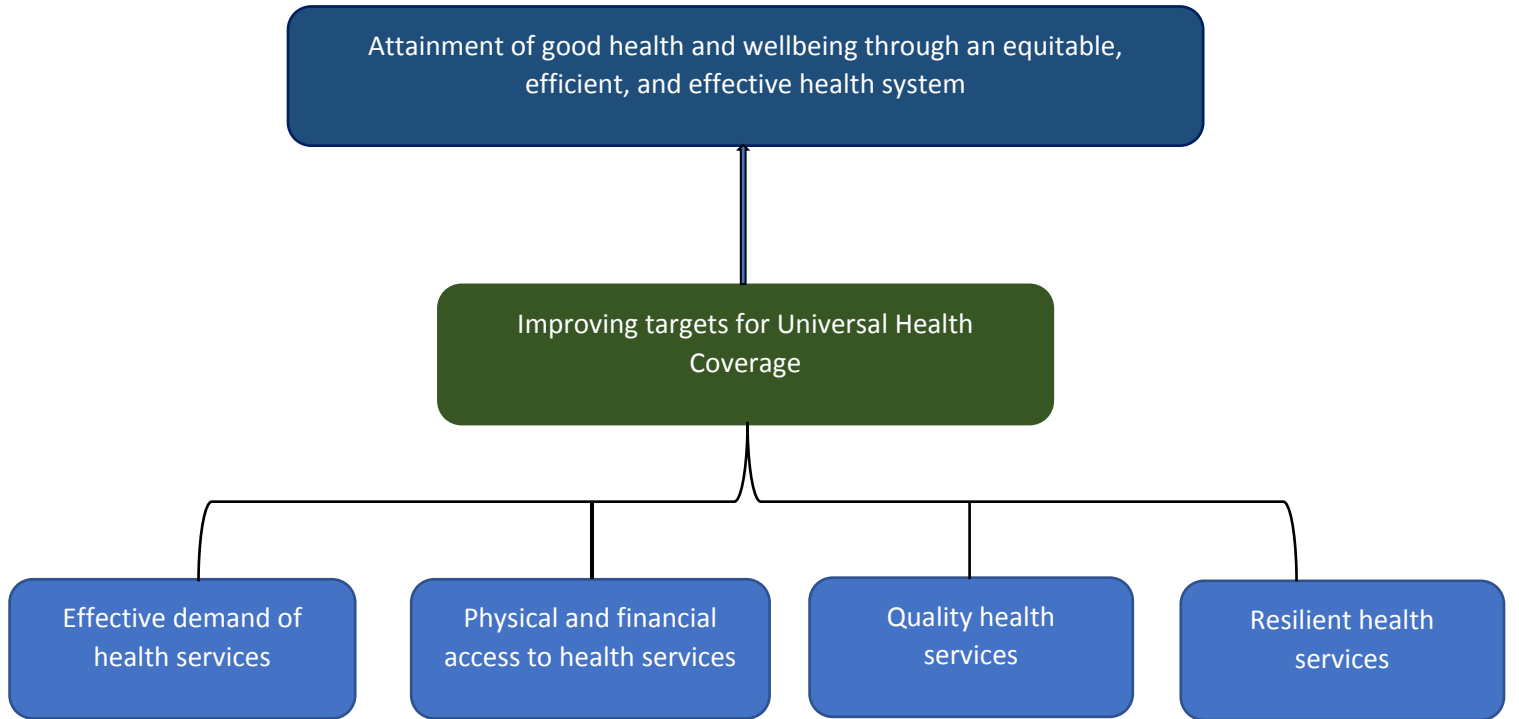 Attainment of good health and wellbeing through an equitable,
efficient, and effective health system
Improving targets for Universal Health
Coverage
Effective demand of
health services
Physical and financial
access to health services
Quality health
services
Resilient health
services